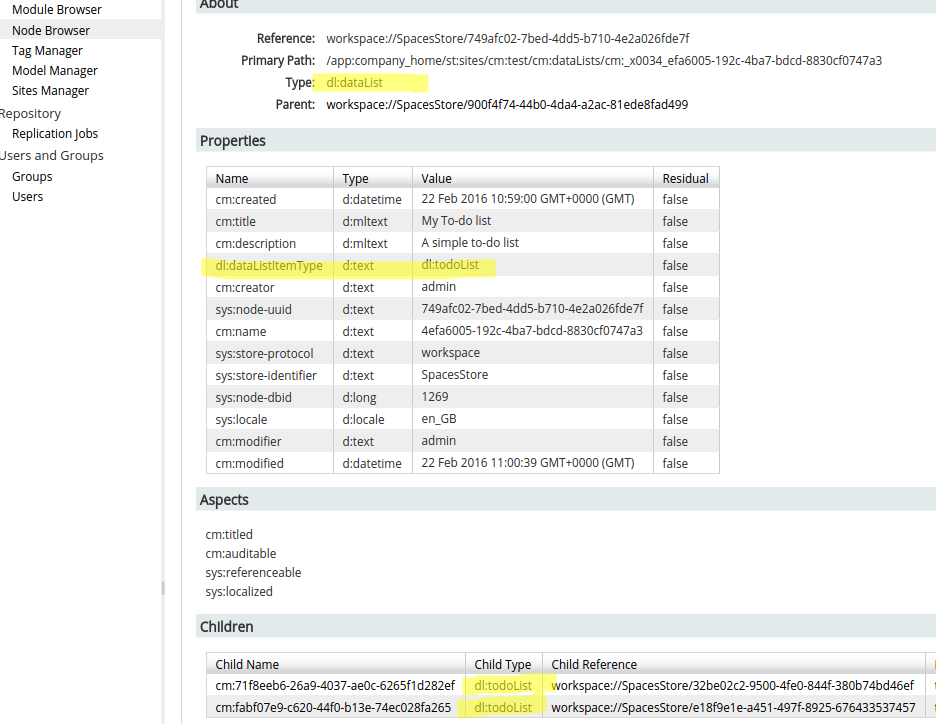 Module Browser
Node Browser
Tag Manager
Model Manager
Sites Manager
Repository
Replication Jobs
Users and Groups
Groups
Users
About
Reference: workspace://SpacesStore/749afc02-7bed-4dd5-b710-4e2a026fde7f
Primary Path: /app:company_home/st:sites/cm:test/cm:dataLists/cm:_x0034_efa6005-192c-4ba7-bdcd-8830cf0747a3
Type: dl:dataList
Parent: workspace://SpacesStore/900f4f74-44b0-4da4-a2ac-81ede8fad499
Properties
Name Type Value Residual
cm:created d:datetime 22 Feb 2016 10:59:00 GMT+0000 (GMT) false
cm:title d:mltext My To-do list false
cm:description d:mltext A simple to-do list false
dl:dataListItemType d:text dl:todoList false
cm:creator d:text admin false
sys:node-uuid d:text 749afc02-7bed-4dd5-b710-4e2a026fde7f false
cm:name d:text 4efa6005-192c-4ba7-bdcd-8830cf0747a3 false
sys:store-protocol d:text workspace false
sys:store-identifier d:text SpacesStore false
sys:node-dbid d:long 1269 false
sys:locale d:locale en_GB false
cm:modifier d:text admin false
cm:modified d:datetime 22 Feb 2016 11:00:39 GMT+0000 (GMT) false
Aspects
cm:titled
cm:auditable
sys:referenceable
sys:localized
Children
Child Name Child Type Child Reference
cm:71f8eeb6-26a9-4037-ae0c-6265f1d282ef dl:todoList workspace://SpacesStore/32be02c2-9500-4fe0-844f-380b74bd46ef
cm:fabf07e9-c620-44f0-b13e-74ec028fa265 dl:todoList workspace://SpacesStore/e18f9e1e-a451-497f-8925-676433537457